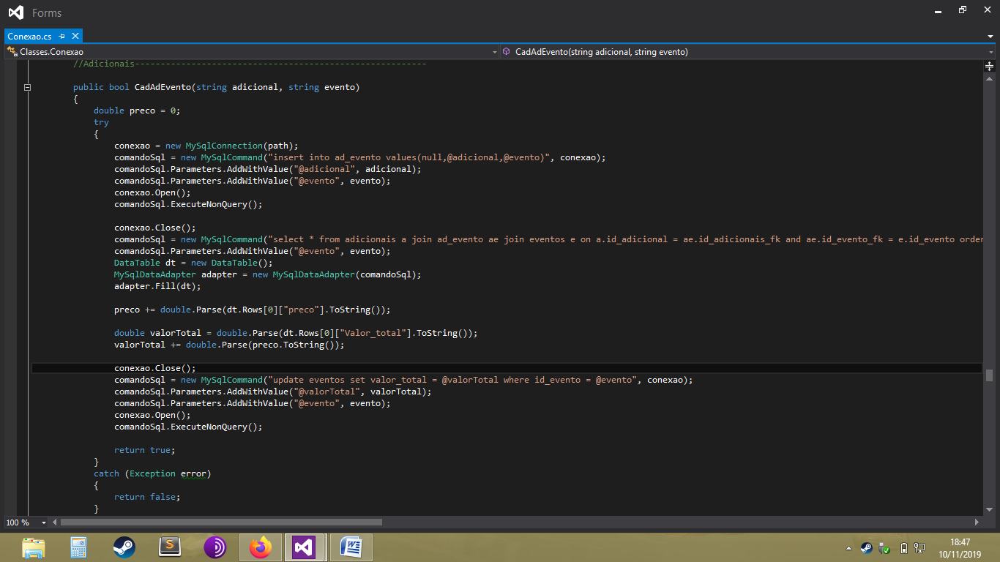 Forms
Conexao.cs
Classes.Conexao
CadAdEvento(string adicional, string evento)
//Adicionais---------------------------------------------------------
public bool CadAdEvento(string adicional, string evento)
{
double preco = 0;
try
{
conexao = new MySqlConnection(path);
comandoSql = new MySqlCommand("insert into ad_evento values(null,@adicional,@evento)", conexao);
comandoSql.Parameters.AddWithValue("@adicional", adicional);
comandoSql.Parameters.AddWithValue("@evento", evento);
conexao.Open();
comandoSql.ExecuteNonQuery();
conexao.Close();
comandoSql = new MySqlCommand("select * from adicionais a join ad_evento ae join eventos e on a.id_adicional = ae.id_adicionais_fk and ae.id_evento_fk = e.id_evento order
comandoSql.Parameters.AddWithValue("@evento", evento);
DataTable dt = new DataTable();
MySqlDataAdapter adapter = new MySqlDataAdapter(comandoSql);
adapter.Fill(dt);
preco += double.Parse(dt.Rows[0]["preco"].ToString());
double valorTotal = double.Parse(dt.Rows[0]["Valor_total"].ToString());
valorTotal += double.Parse(preco.ToString());
conexao.Close();
comandoSql = new MySqlCommand("update eventos set valor_total = @valorTotal where id_evento = @evento", conexao);
comandoSql.Parameters.AddWithValue("@valorTotal", valorTotal);
comandoSql.Parameters.AddWithValue("@evento", evento);
conexao.Open();
comandoSql.ExecuteNonQuery();
return true;
}
catch (Exception error)
{
return false;
}
100 %
18:47
10/11/2019